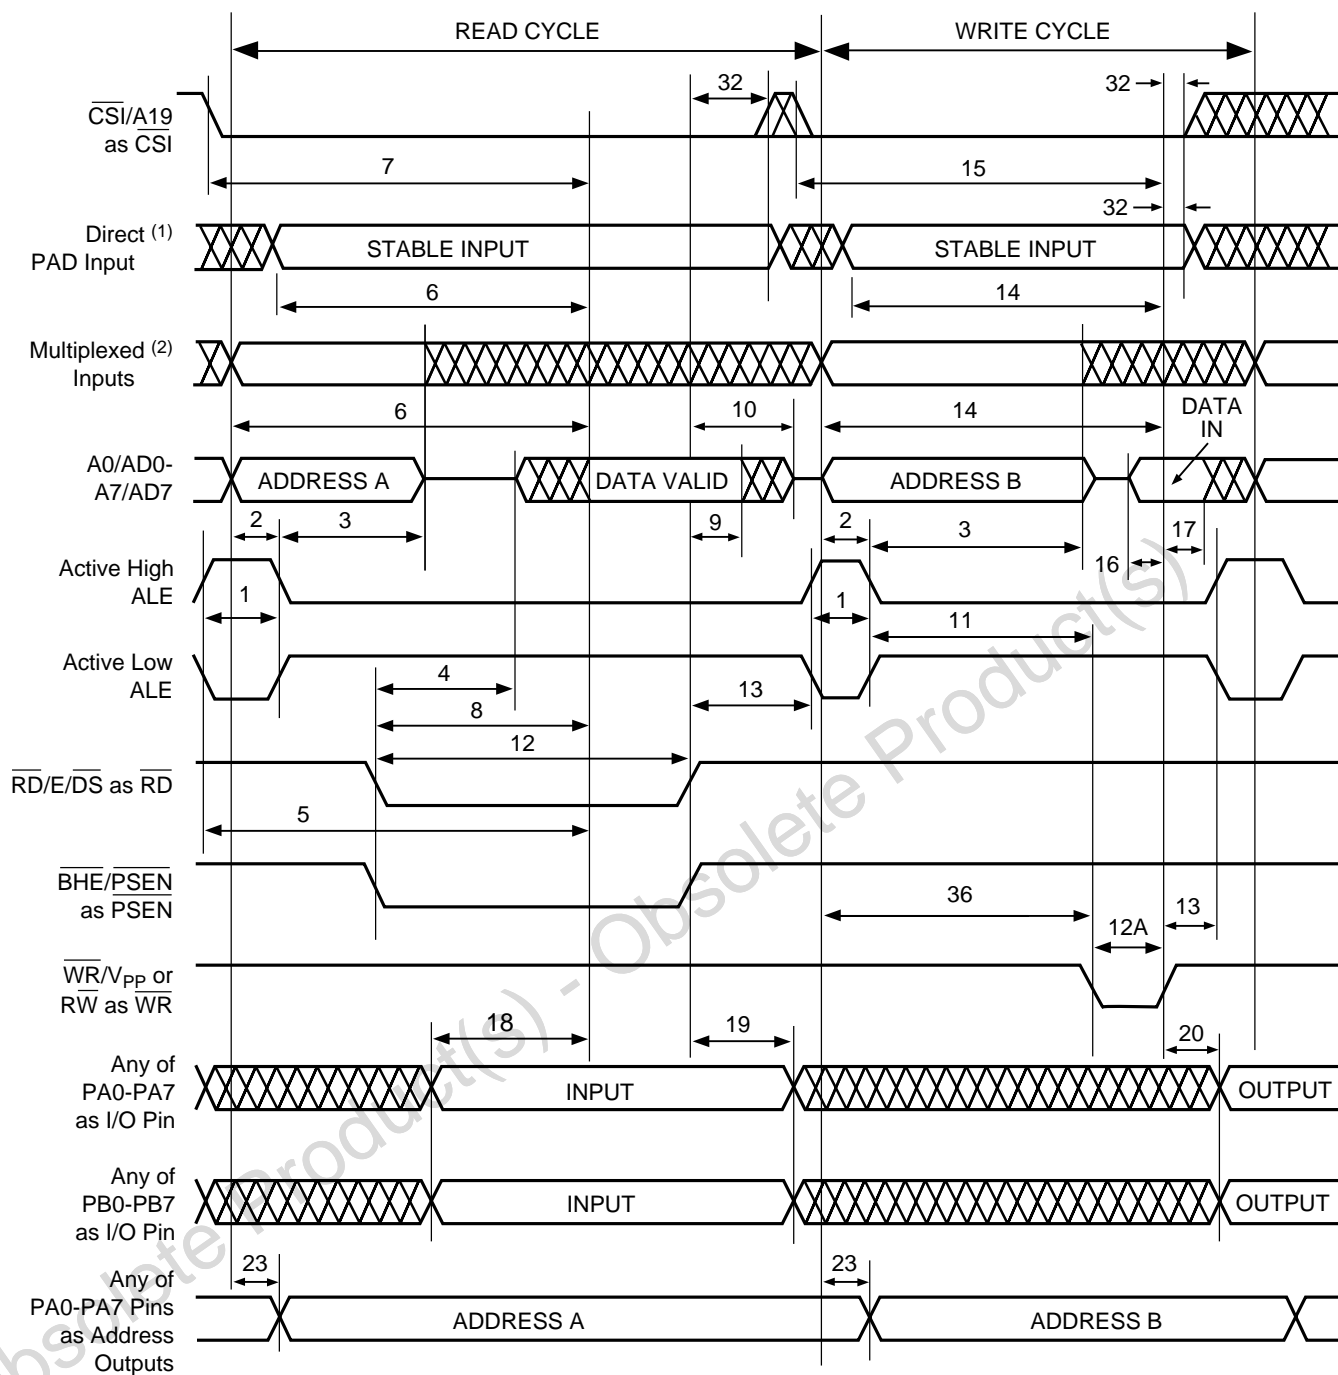 READ CYCLE
WRITE CYCLE
CSI/A19
as CSI
32
32
7
15
32
Direct (1)
PAD Input
STABLE INPUT
STABLE INPUT
6
14
Multiplexed (2)
Inputs
6
10
14
DATA
IN
A0/AD0-
A7/AD7
ADDRESS A
DATA VALID
ADDRESS B
2
3
9
2
3
17
16
Active High
ALE
1
1
11
Active Low
ALE
4
13
8
12
RD/E/DS as RD
5
BHE/PSEN
as PSEN
36
13
12A
WR/VPP or
RW as WR
18
19
20
Any of
PA0-PA7
as I/O Pin
INPUT
OUTPUT
Any of
PB0-PB7
as I/O Pin
INPUT
OUTPUT
23
23
Any of
PA0-PA7 Pins
as Address
Outputs
ADDRESS A
ADDRESS B
Obsolete Product(s) - Obsolete Product(s)